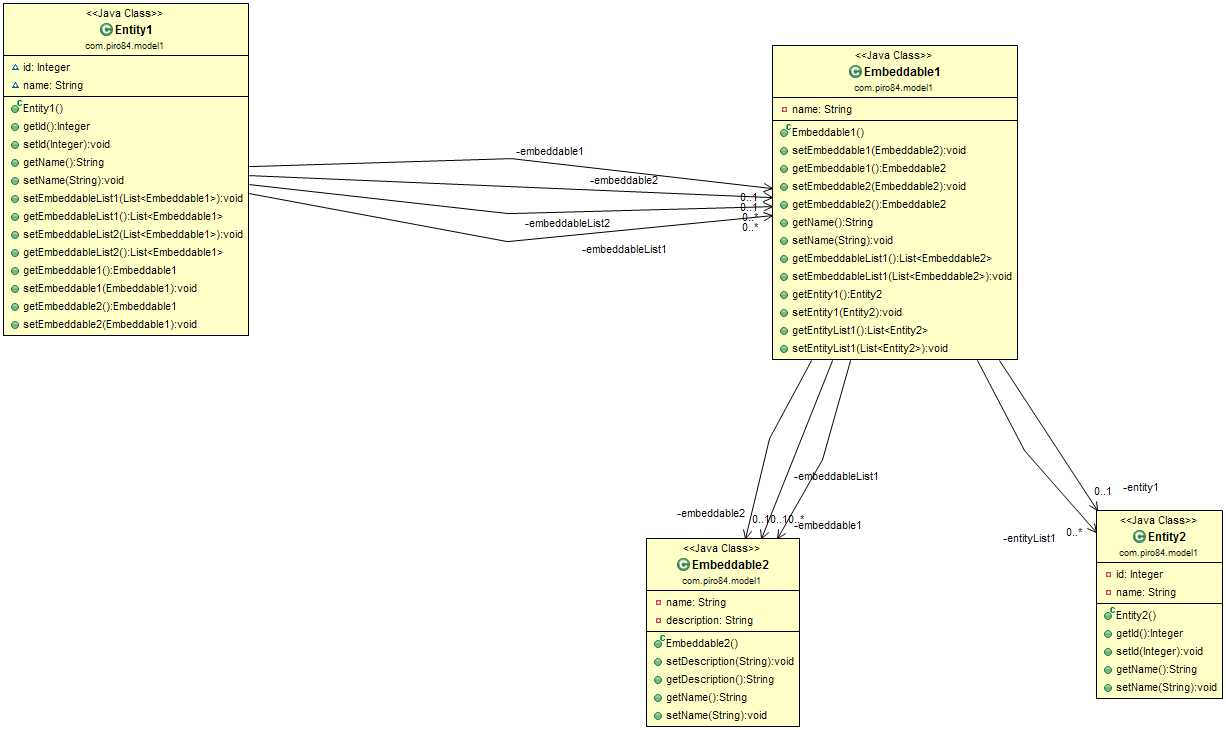 <<Java Class>>
Entity1
com.piro84.model1
id: Integer
name: String
Entity1()
getId():Integer
setId(Integer):void
getName():String
setName(String):void
setEmbeddableList1(List<Embeddable1>):void
getEmbeddableList1():List<Embeddable1>
setEmbeddableList2(List<Embeddable1>):void
getEmbeddableList2():List<Embeddable1>
getEmbeddable1():Embeddable1
setEmbeddable1(Embeddable1):void
getEmbeddable2():Embeddable1
setEmbeddable2(Embeddable1):void
-embeddable1
-embeddable2
-embeddableList2
-embeddableList1
0..1
0..1
0..*
0..*
<<Java Class>>
Embeddable1
com.piro84.model1
name: String
Embeddable1()
setEmbeddable1(Embeddable2):void
getEmbeddable1():Embeddable2
setEmbeddable2(Embeddable2):void
getEmbeddable2():Embeddable2
getName():String
setName(String):void
getEmbeddableList1():List<Embeddable2>
setEmbeddableList1(List<Embeddable2>):void
getEntity1():Entity2
setEntity1(Entity2):void
getEntityList1():List<Entity2>
setEntityList1(List<Entity2>):void
-embeddableList1
-embeddable2
0..1
0..1
0..*
-embeddable1
0..1
-entity1
0..*
-entityList1
<<Java Class>>
Embeddable2
com.piro84.model1
name: String
description: String
Embeddable2()
setDescription(String):void
getDescription():String
getName():String
setName(String):void
<<Java Class>>
Entity2
com.piro84.model1
id: Integer
name: String
Entity2()
getId():Integer
setId(Integer):void
getName():String
setName(String):void